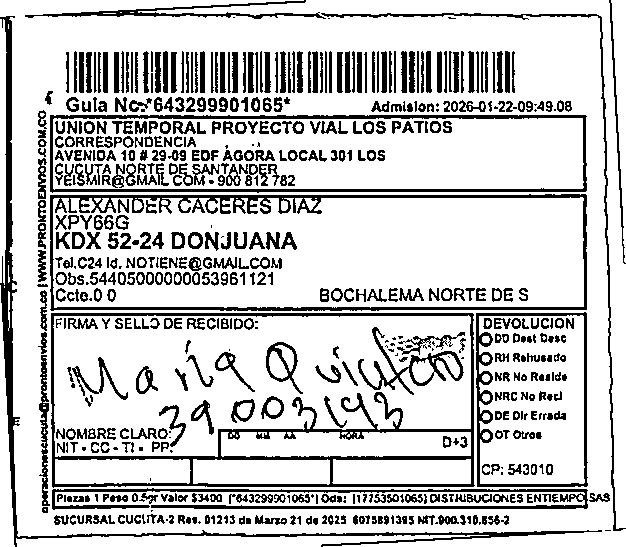 Guia No:*643299901065*
Admision: 2026-01-22-09:49.08
UNION TEMPORAL PROYECTO VIAL LOS PATIOS
CORRESPONDENCIA
AVENIDA 10 # 29-09 EDF AGORA LOCAL 301 LOS
CUCUTA NORTE DE SANTANDER
YEISMIR@GMAIL.COM - 900 812 782
ALEXANDER CACERES DIAZ
XPY66G
KDX 52-24 DONJUANA
Tel.C24 Id. NOTIENE@GMAIL.COM
Obs.54405000000053961121
Ccto.0 0
BOCHALEMA NORTE DE S
FIRMA Y SELLO DE RECIBIDO:
María Quintero
39003143
NOMBRE CLARO:
NIT - CC - TI - PP:
DD MM AA HORA
D+3
DEVOLUCION
DD Dest Desc
RH Rehusado
NR No Reside
NRC No Recl
DE Dir Errada
OT Otros
CP: 543010
Piezas 1 Peso 0.5gr Valor $3400 [*643299901065*] Ods: [17753501065] DISTRIBUCIONES ENTIEMPO SAS
SUCURSAL CUCUTA-2 Res. 01213 de Marzo 21 de 2025 6075891395 NIT.900.310.856-2
operacionescucuta@prontoenvios.com.co | WWW.PRONTOENVIOS.COM.CO